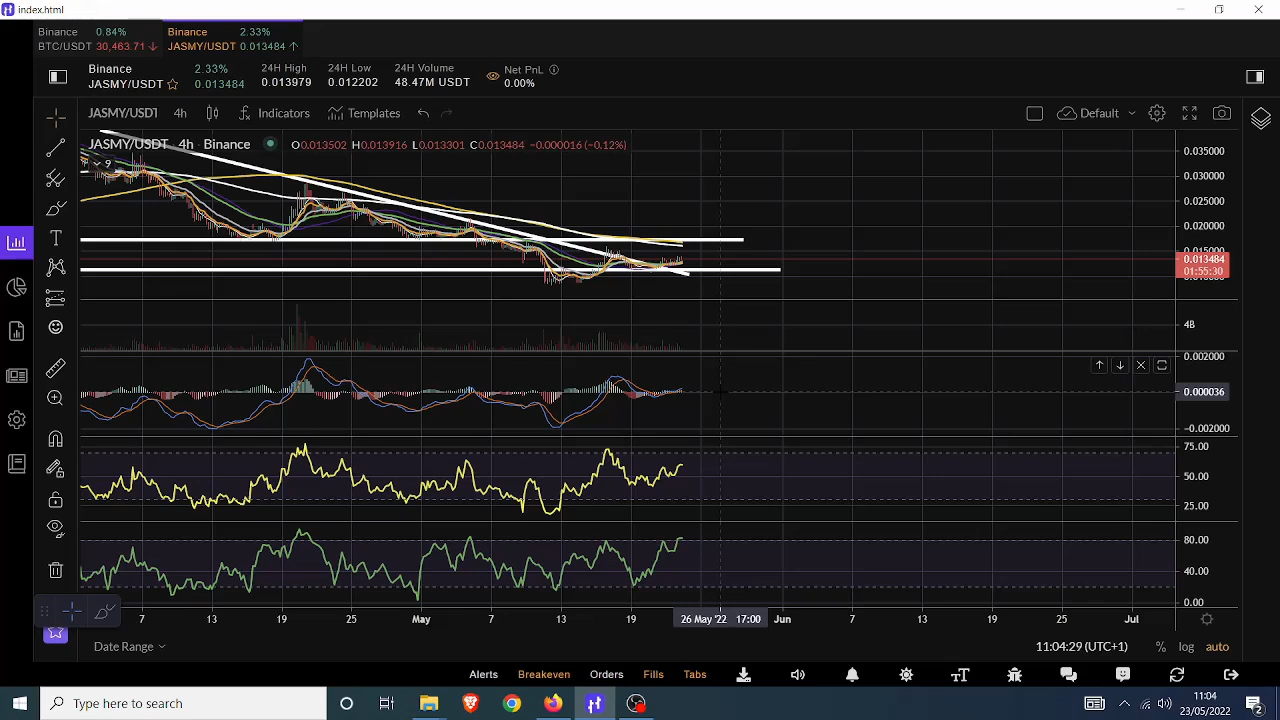 index.html
Binance 0.84%
BTC/USDT 30,463.71 ↓
Binance 2.33%
JASMY/USDT 0.013484 ↑
Binance 2.33%
JASMY/USDT 0.013484
24H High
0.013979
24H Low
0.012202
24H Volume
48.47M USDT
Net PnL
0.00%
JASMY/USDT 4h Indicators Templates Default
JASMY/USDT 4h Binance O0.013502 H0.013916 L0.013301 C0.013484 −0.000016 (−0.12%)
9
0.035000
0.030000
0.025000
0.020000
0.015000
0.013484
01:55:30
4B
0.002000
0.000036
−0.002000
75.00
50.00
25.00
80.00
40.00
0.00
7 13 19 25 May 7 13 19 26 May '22 17:00 Jun 7 13 19 25 Jul
Date Range 11:04:29 (UTC+1) % log auto
Alerts Breakeven Orders Fills Tabs
Type here to search
11:04
23/05/2022
2